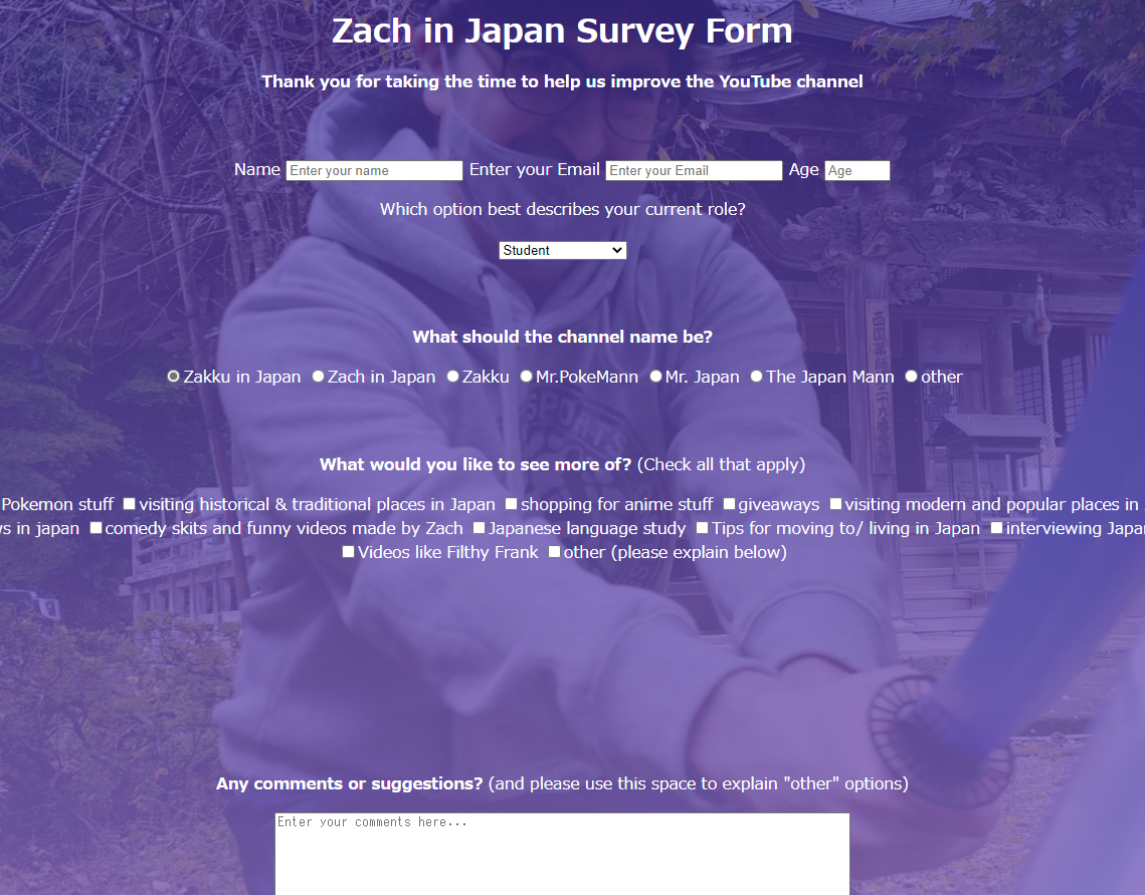 Zach in Japan Survey Form
Thank you for taking the time to help us improve the YouTube channel
Name Enter your name Enter your Email Enter your Email Age Age
Which option best describes your current role?
Student
What should the channel name be?
Zakku in Japan Zach in Japan Zakku Mr.PokeMann Mr. Japan The Japan Mann other
What would you like to see more of? (Check all that apply)
Pokemon stuff visiting historical & traditional places in Japan shopping for anime stuff giveaways visiting modern and popular places in
in japan comedy skits and funny videos made by Zach Japanese language study Tips for moving to/ living in Japan interviewing
Videos like Filthy Frank other (please explain below)
SPORTS
Any comments or suggestions? (and please use this space to explain "other" options)
Enter your comments here...